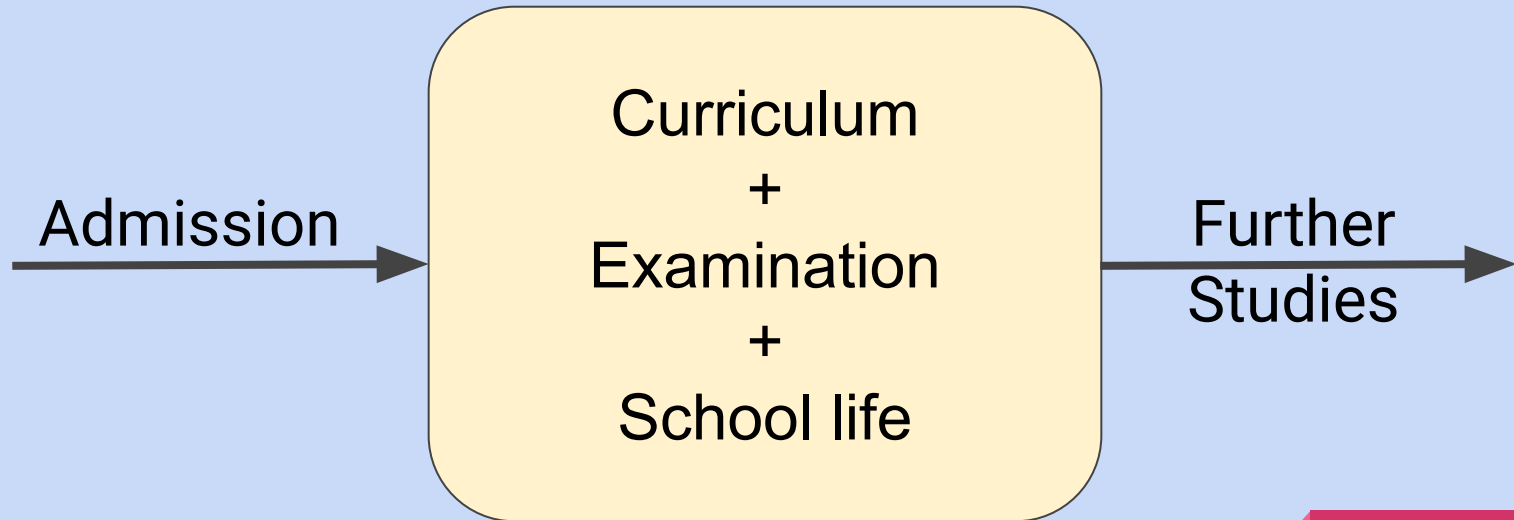 Admission
Curriculum
+
Examination
+
School life
Further
Studies